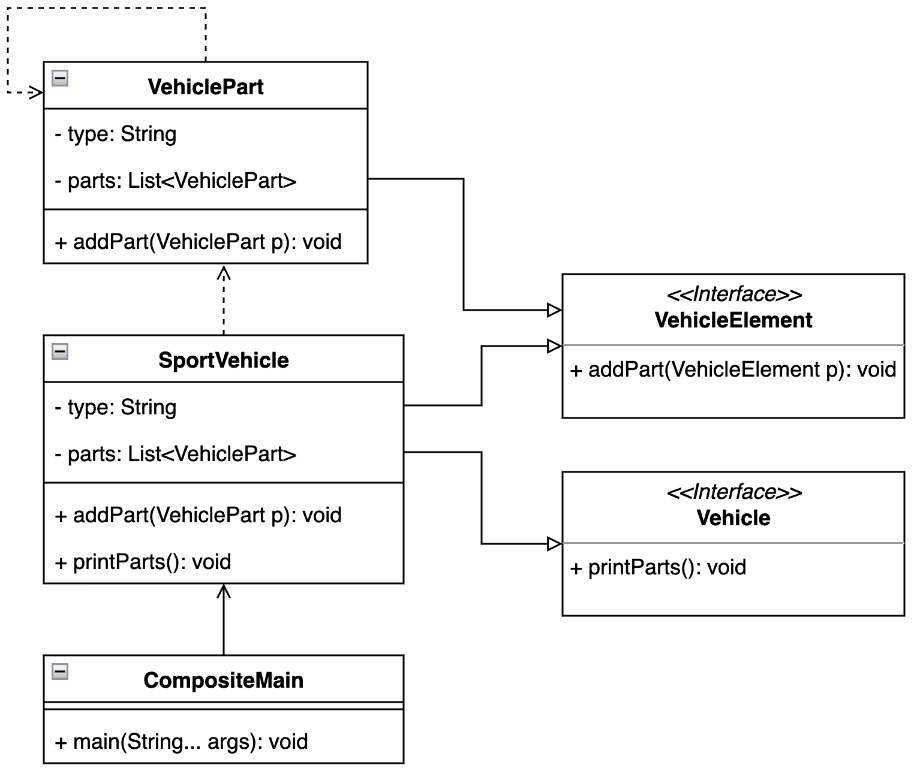 VehiclePart
- type: String
- parts: List<VehiclePart>
+ addPart(VehiclePart p): void
<<Interface>>
VehicleElement
+ addPart(VehicleElement p): void
SportVehicle
- type: String
- parts: List<VehiclePart>
+ addPart(VehiclePart p): void
+ printParts(): void
<<Interface>>
Vehicle
+ printParts(): void
CompositeMain
+ main(String... args): void